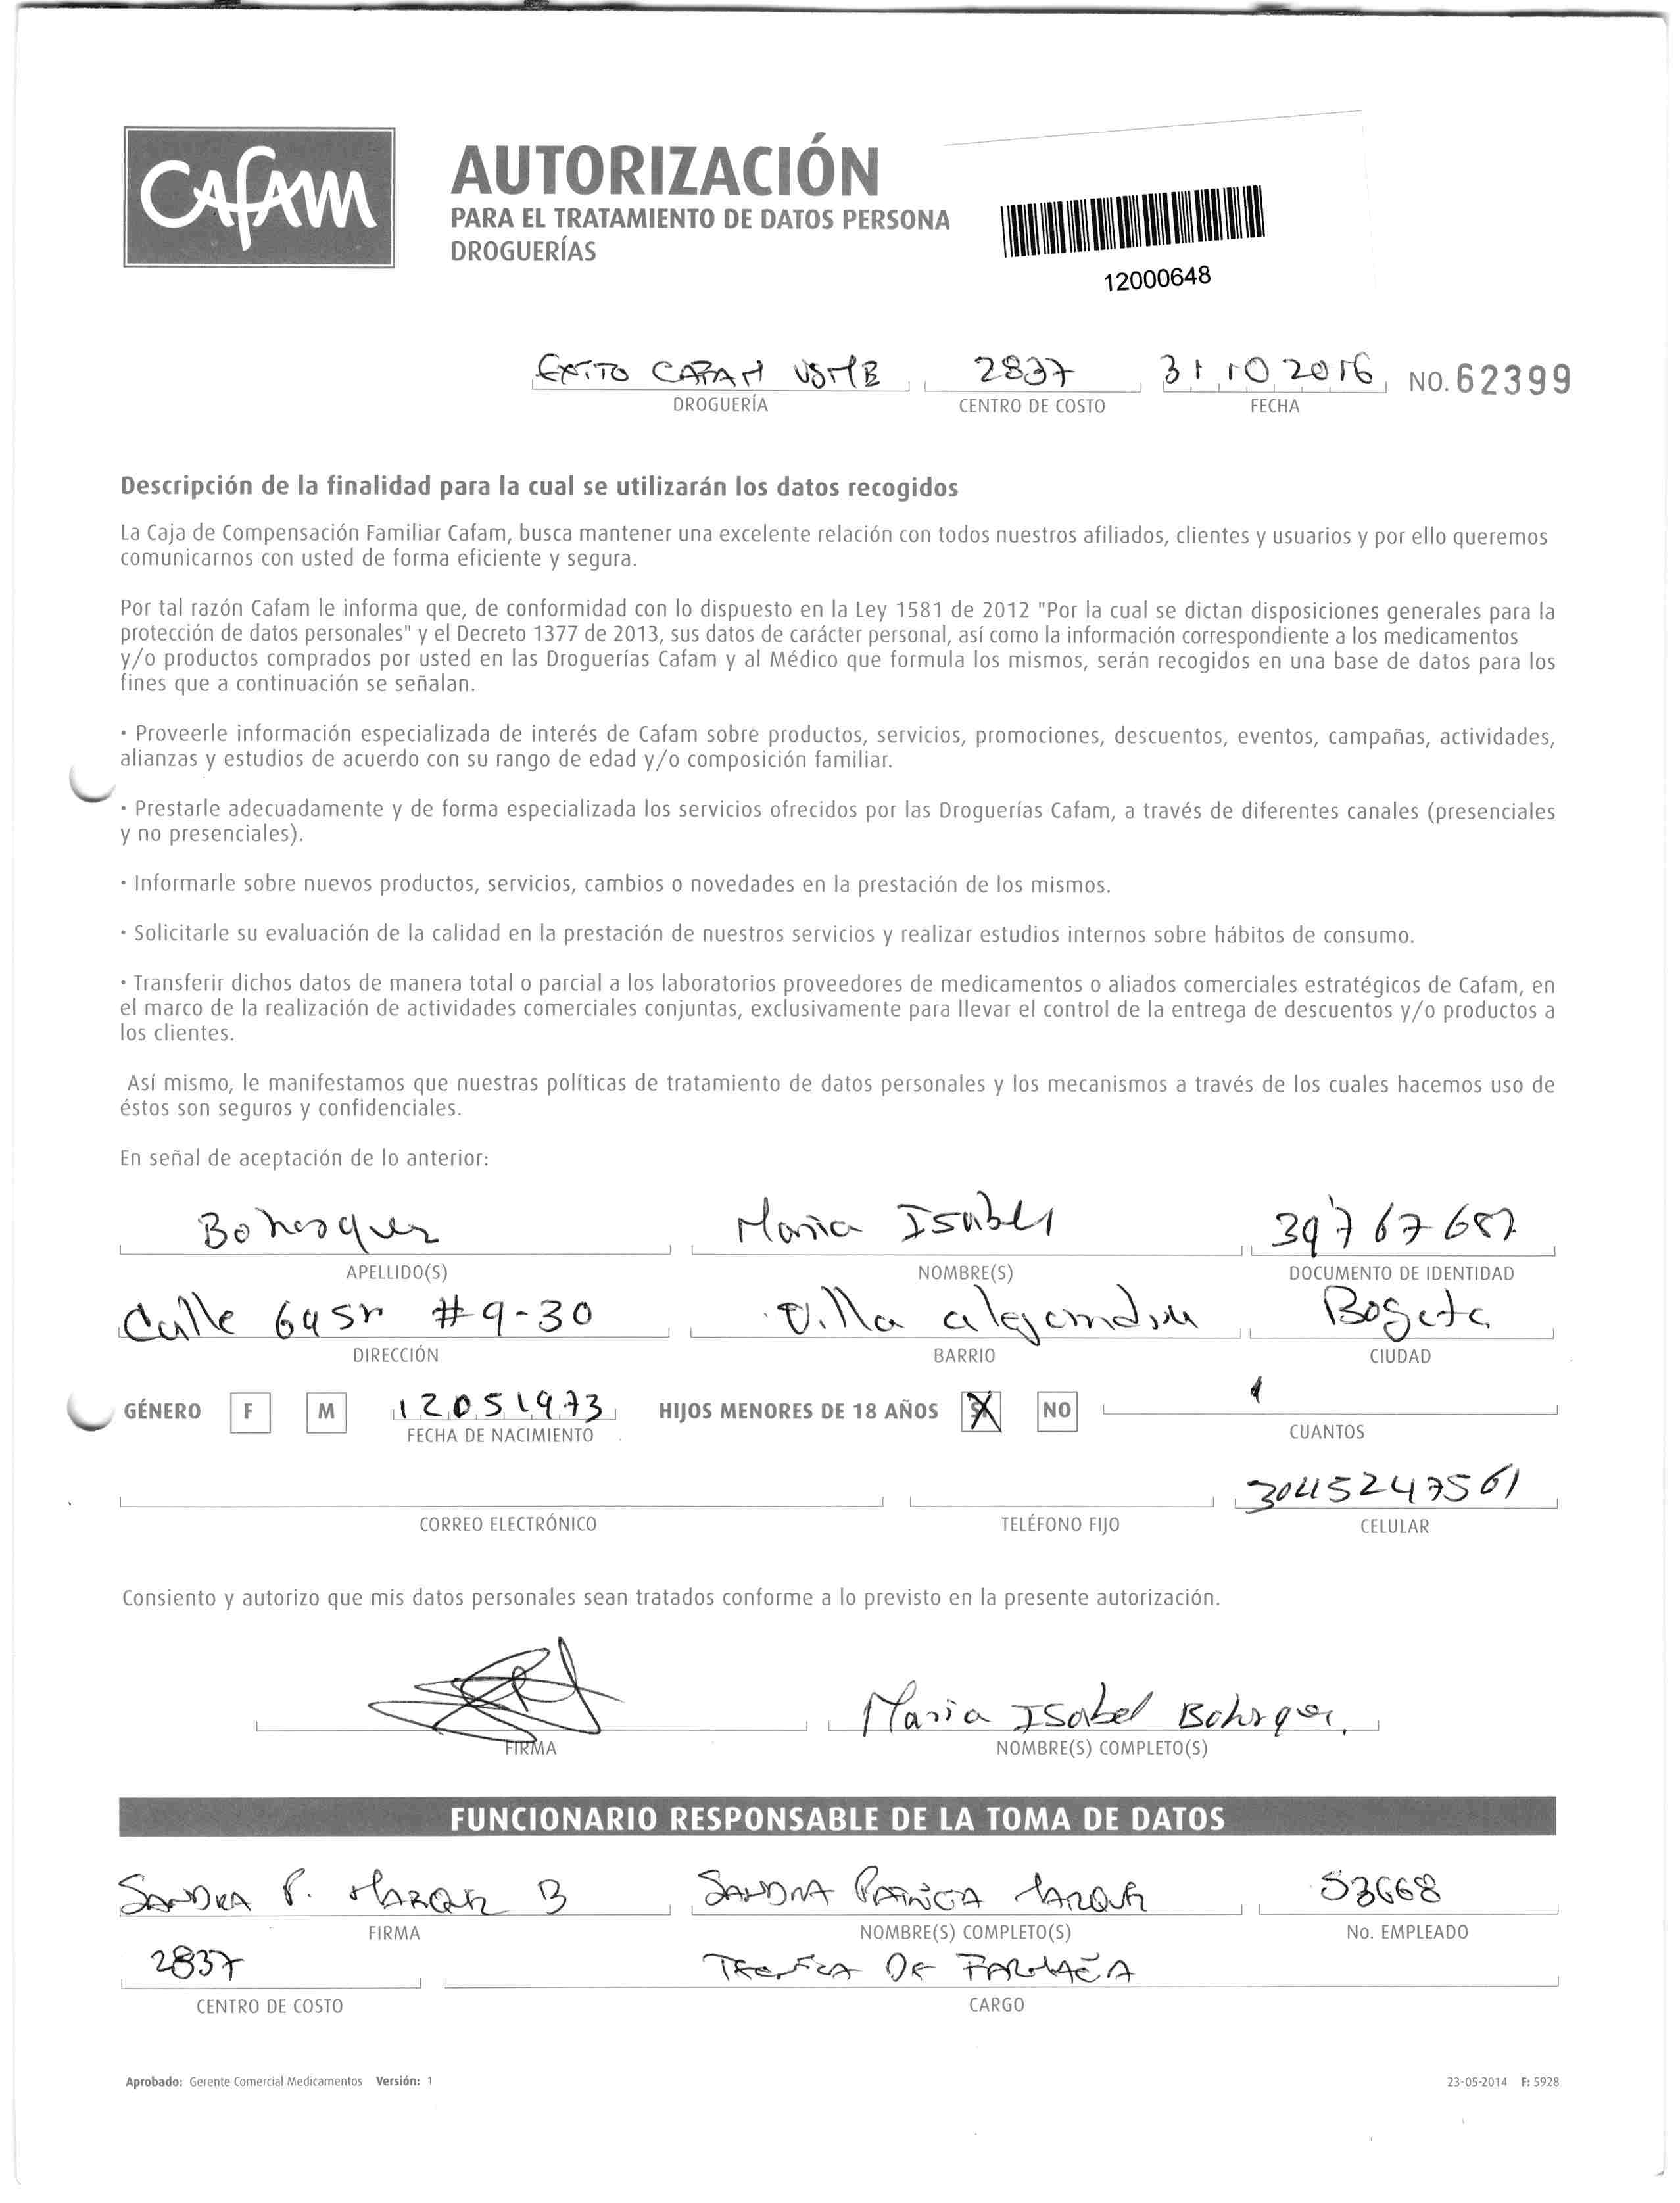 CAFAM
AUTORIZACIÓN
PARA EL TRATAMIENTO DE DATOS PERSONA
DROGUERÍAS
12000648
EXITO CAFAM 2837 31 10 2016 NO. 62399
DROGUERÍA CENTRO DE COSTO FECHA
Descripción de la finalidad para la cual se utilizarán los datos recogidos
La Caja de Compensación Familiar Cafam, busca mantener una excelente relación con todos nuestros afiliados, clientes y usuarios y por ello queremos
comunicarnos con usted de forma eficiente y segura.
Por tal razón Cafam le informa que, de conformidad con lo dispuesto en la Ley 1581 de 2012 "Por la cual se dictan disposiciones generales para la
protección de datos personales" y el Decreto 1377 de 2013, sus datos de carácter personal, así como la información correspondiente a los medicamentos
y/o productos comprados por usted en las Droguerías Cafam y al Médico que formula los mismos, serán recogidos en una base de datos para los
fines que a continuación se señalan.
· Proveerle información especializada de interés de Cafam sobre productos, servicios, promociones, descuentos, eventos, campañas, actividades,
alianzas y estudios de acuerdo con su rango de edad y/o composición familiar.
· Prestarle adecuadamente y de forma especializada los servicios ofrecidos por las Droguerías Cafam, a través de diferentes canales (presenciales
y no presenciales).
· Informarle sobre nuevos productos, servicios, cambios o novedades en la prestación de los mismos.
· Solicitarle su evaluación de la calidad en la prestación de nuestros servicios y realizar estudios internos sobre hábitos de consumo.
· Transferir dichos datos de manera total o parcial a los laboratorios proveedores de medicamentos o aliados comerciales estratégicos de Cafam, en
el marco de la realización de actividades comerciales conjuntas, exclusivamente para llevar el control de la entrega de descuentos y/o productos a
los clientes.
Así mismo, le manifestamos que nuestras políticas de tratamiento de datos personales y los mecanismos a través de los cuales hacemos uso de
éstos son seguros y confidenciales.
En señal de aceptación de lo anterior:
Bohorquez Maria Isabel 39767687
APELLIDO(S) NOMBRE(S) DOCUMENTO DE IDENTIDAD
Calle 69 sr # 9-30 Villa alejandria Bogota
DIRECCIÓN BARRIO CIUDAD
GÉNERO F M 12051973 HIJOS MENORES DE 18 AÑOS X NO 1
FECHA DE NACIMIENTO CUANTOS
3045247561
CORREO ELECTRÓNICO TELÉFONO FIJO CELULAR
Consiento y autorizo que mis datos personales sean tratados conforme a lo previsto en la presente autorización.
Maria Isabel Bohrquez.
FIRMA NOMBRE(S) COMPLETO(S)
FUNCIONARIO RESPONSABLE DE LA TOMA DE DATOS
SANDRA P. MARQUEZ B SANDRA PATRICIA MARQUEZ 53668
FIRMA NOMBRE(S) COMPLETO(S) No. EMPLEADO
2837 TECNICA DE FARMACIA
CENTRO DE COSTO CARGO
Aprobado: Gerente Comercial Medicamentos Versión: 1 23-05-2014 F: 5928